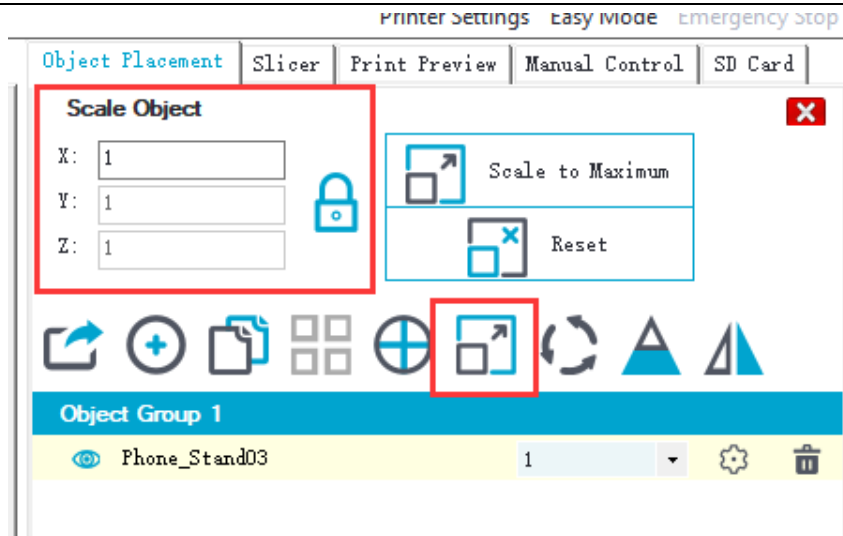 Printer Settings Easy Mode Emergency Stop
Object Placement Slicer Print Preview Manual Control SD Card
Scale Object
X: 1
Y: 1
Z: 1
Scale to Maximum
Reset
Object Group 1
Phone_Stand03 1